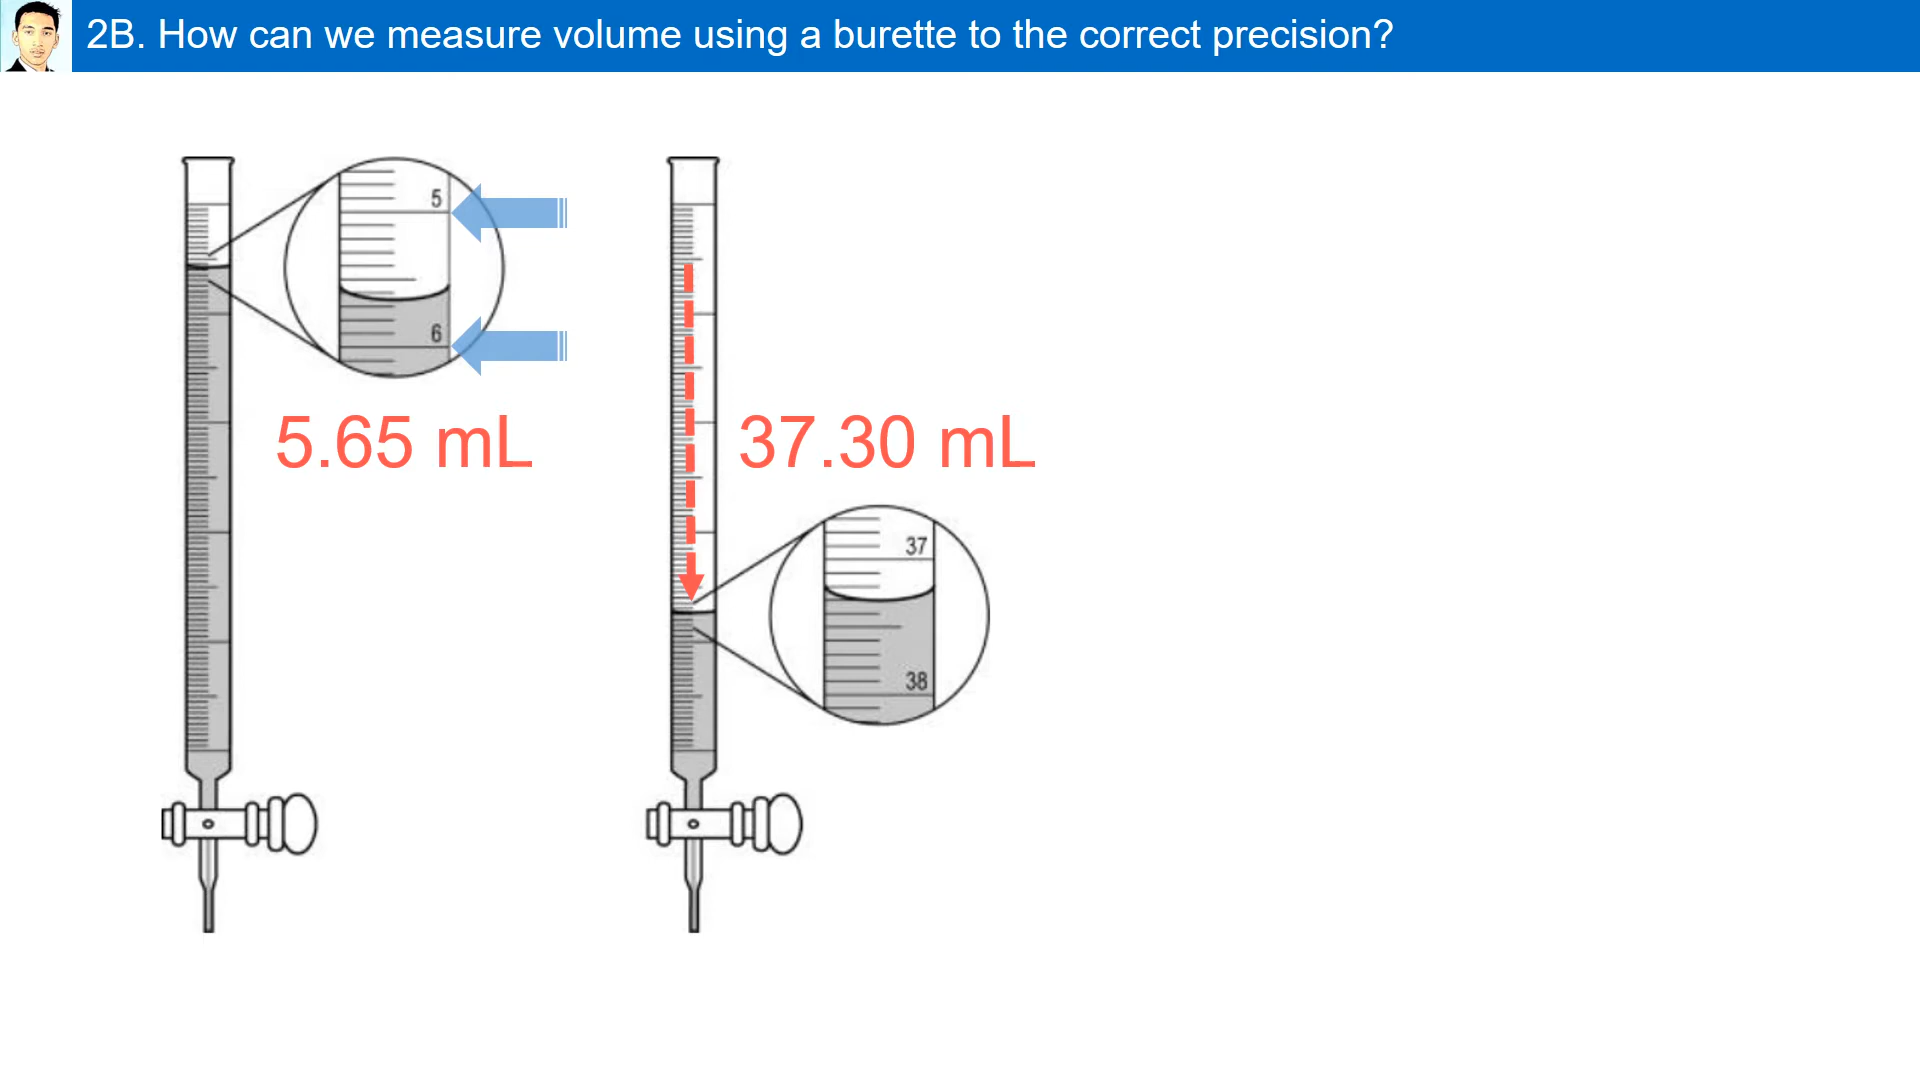 2B. How can we measure volume using a burette to the correct precision?
5
6
5.65 mL
37.30 mL
37
38